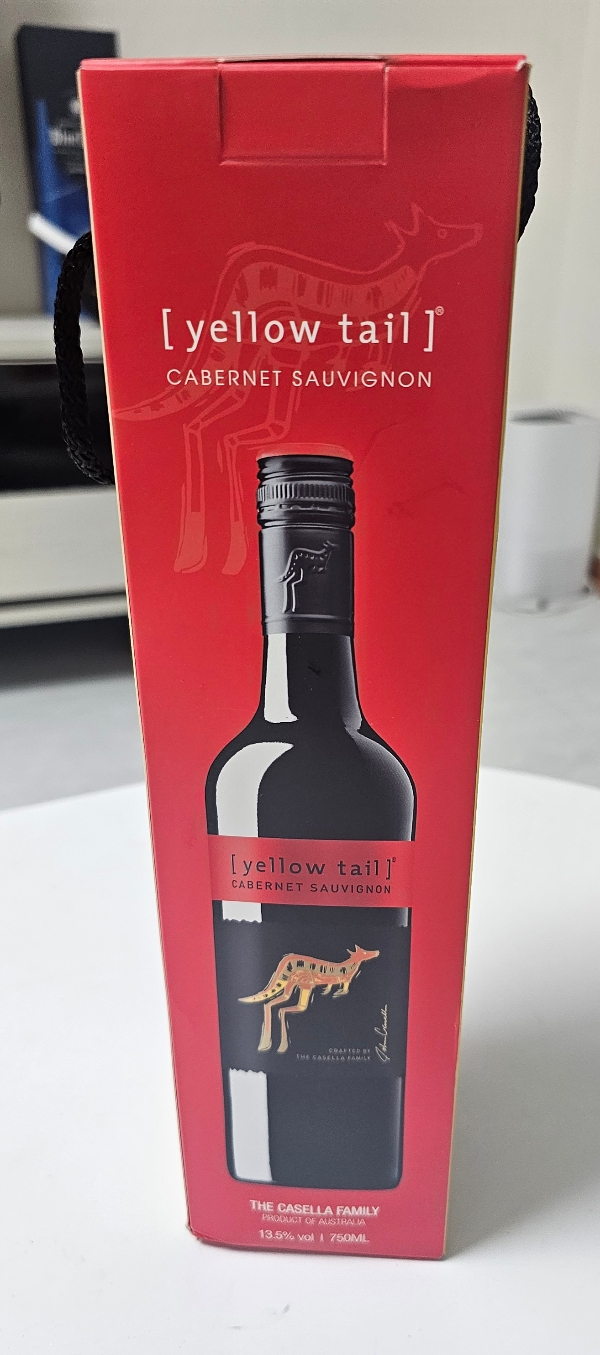 [ yellow tail ]®
CABERNET SAUVIGNON
[ yellow tail ]®
CABERNET SAUVIGNON
CRAFTED BY
THE CASELLA FAMILY
THE CASELLA FAMILY
PRODUCT OF AUSTRALIA
13.5% vol | 750ML